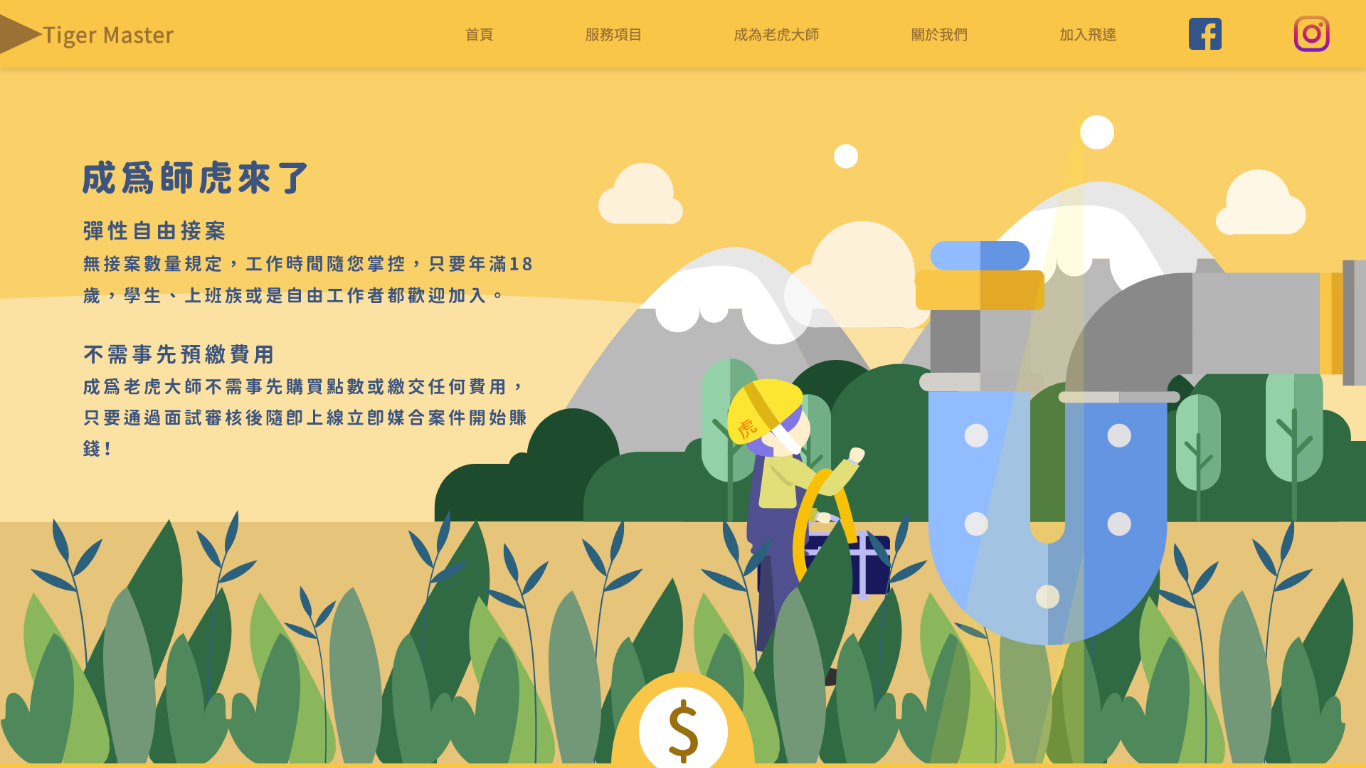 Tiger Master
首頁
服務項目
成為老虎大師
關於我們
加入飛達
成為師虎來了
彈性自由接案
無接案數量規定，工作時間隨您掌控，只要年滿18
歲，學生、上班族或是自由工作者都歡迎加入。
不需事先預繳費用
成為老虎大師不需事先購買點數或繳交任何費用，
只要通過面試審核後隨即上線立即媒合案件開始賺
錢!
虎
$